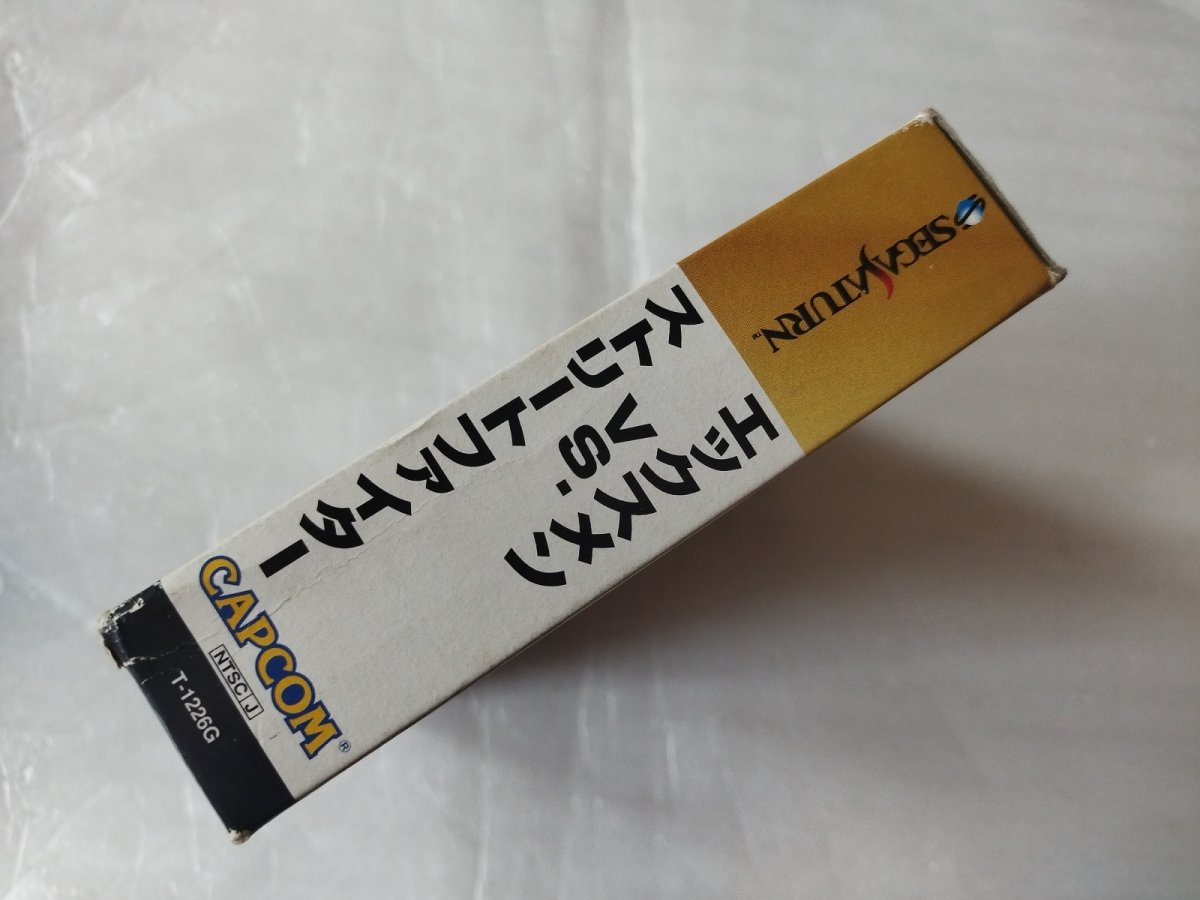 SEGA SATURN™
エックスメン
VS.
ストリートファイター
CAPCOM®
NTSC J
T-1226G